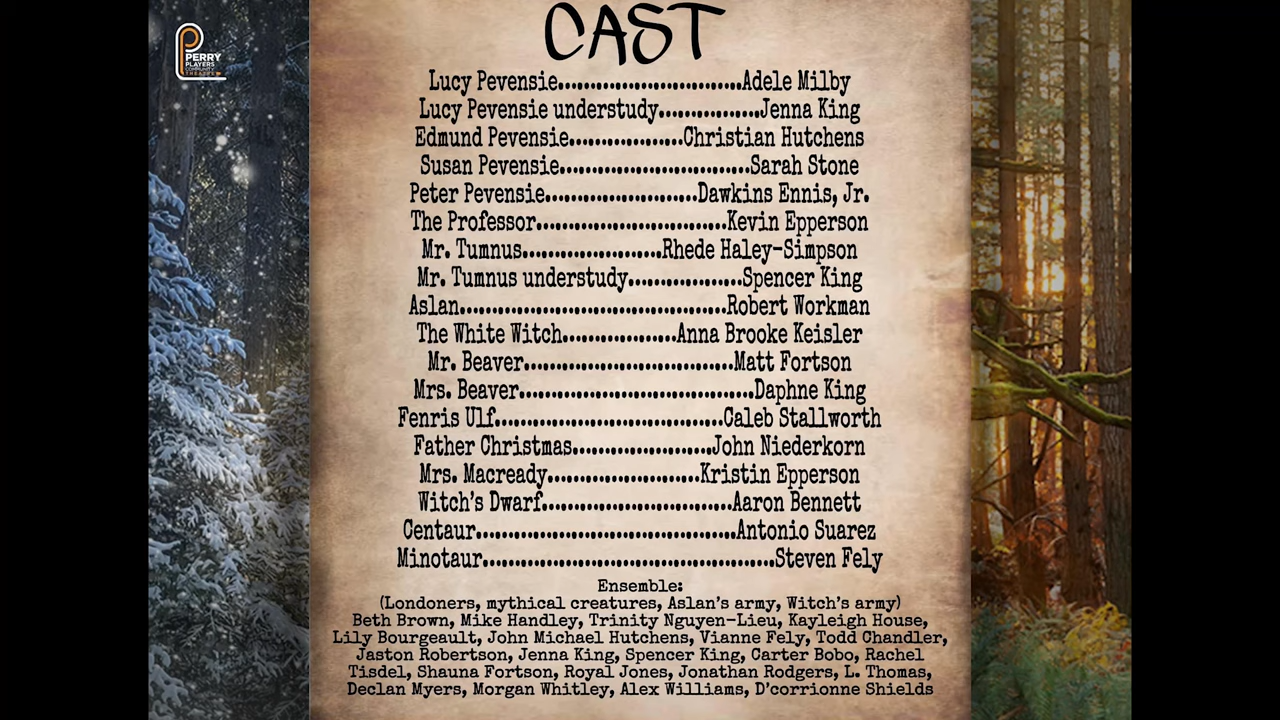 PERRY
PLAYERS
COMMUNITY
THEATRE
CAST
Lucy Pevensie..............................Adele Milby
Lucy Pevensie understudy................Jenna King
Edmund Pevensie...................Christian Hutchens
Susan Pevensie...............................Sarah Stone
Peter Pevensie.........................Dawkins Ennis, Jr.
The Professor...............................Kevin Epperson
Mr. Tumnus.......................Rhede Haley-Simpson
Mr. Tumnus understudy...................Spencer King
Aslan............................................Robert Workman
The White Witch...................Anna Brooke Keisler
Mr. Beaver...................................Matt Fortson
Mrs. Beaver.......................................Daphne King
Fenris Ulf......................................Caleb Stallworth
Father Christmas.......................John Niederkorn
Mrs. Macready.........................Kristin Epperson
Witch's Dwarf...............................Aaron Bennett
Centaur...........................................Antonio Suarez
Minotaur................................................Steven Fely
Ensemble:
(Londoners, mythical creatures, Aslan's army, Witch's army)
Beth Brown, Mike Handley, Trinity Nguyen-Lieu, Kayleigh House,
Lily Bourgeault, John Michael Hutchens, Vianne Fely, Todd Chandler,
Jaston Robertson, Jenna King, Spencer King, Carter Bobo, Rachel
Tisdel, Shauna Fortson, Royal Jones, Jonathan Rodgers, L. Thomas,
Declan Myers, Morgan Whitley, Alex Williams, D'corrionne Shields